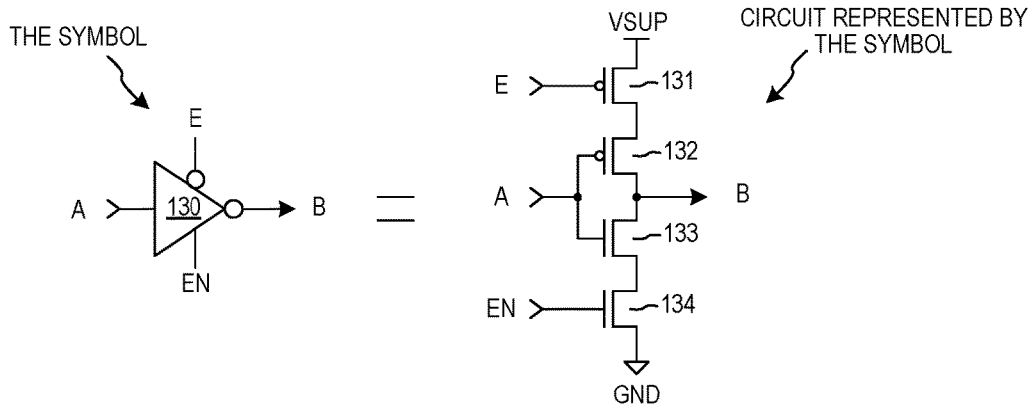 THE SYMBOL
E
A
130
B
EN
VSUP
CIRCUIT REPRESENTED BY
THE SYMBOL
E
131
132
A
B
133
EN
134
GND